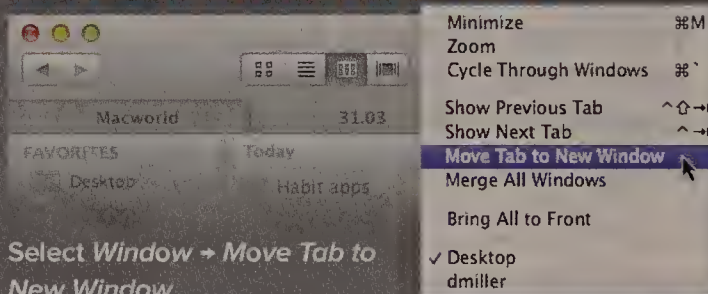 Macworld 31.03
FAVORITES Today
Desktop Habit apps
Select Window → Move Tab to
New Window
Minimize ⌘M
Zoom
Cycle Through Windows ⌘`
Show Previous Tab ^⇧→
Show Next Tab ^→
Move Tab to New Window
Merge All Windows
Bring All to Front
✓ Desktop
dmiller